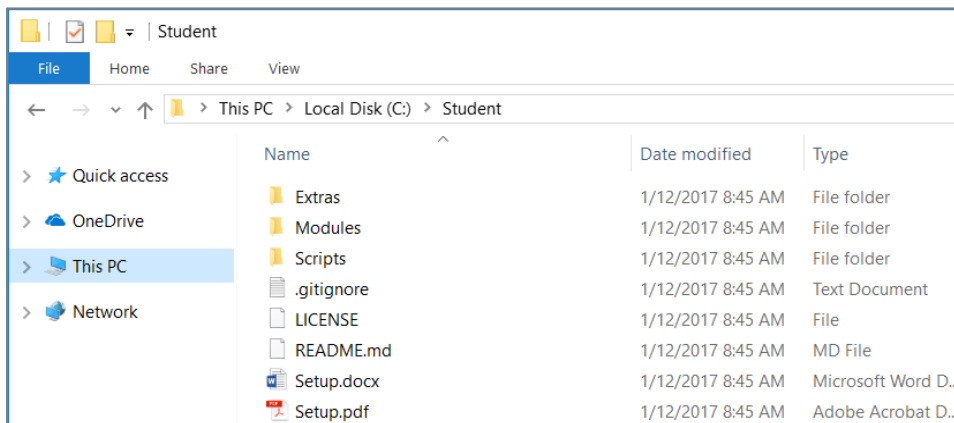 Student
File Home Share View
This PC > Local Disk (C:) > Student
Name Date modified Type
Quick access
OneDrive
This PC
Network
Extras 1/12/2017 8:45 AM File folder
Modules 1/12/2017 8:45 AM File folder
Scripts 1/12/2017 8:45 AM File folder
.gitignore 1/12/2017 8:45 AM Text Document
LICENSE 1/12/2017 8:45 AM File
README.md 1/12/2017 8:45 AM MD File
Setup.docx 1/12/2017 8:45 AM Microsoft Word D...
Setup.pdf 1/12/2017 8:45 AM Adobe Acrobat D...